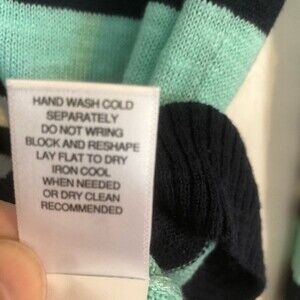 HAND WASH COLD
SEPARATELY
DO NOT WRING
BLOCK AND RESHAPE
LAY FLAT TO DRY
IRON COOL
WHEN NEEDED
OR DRY CLEAN
RECOMMENDED